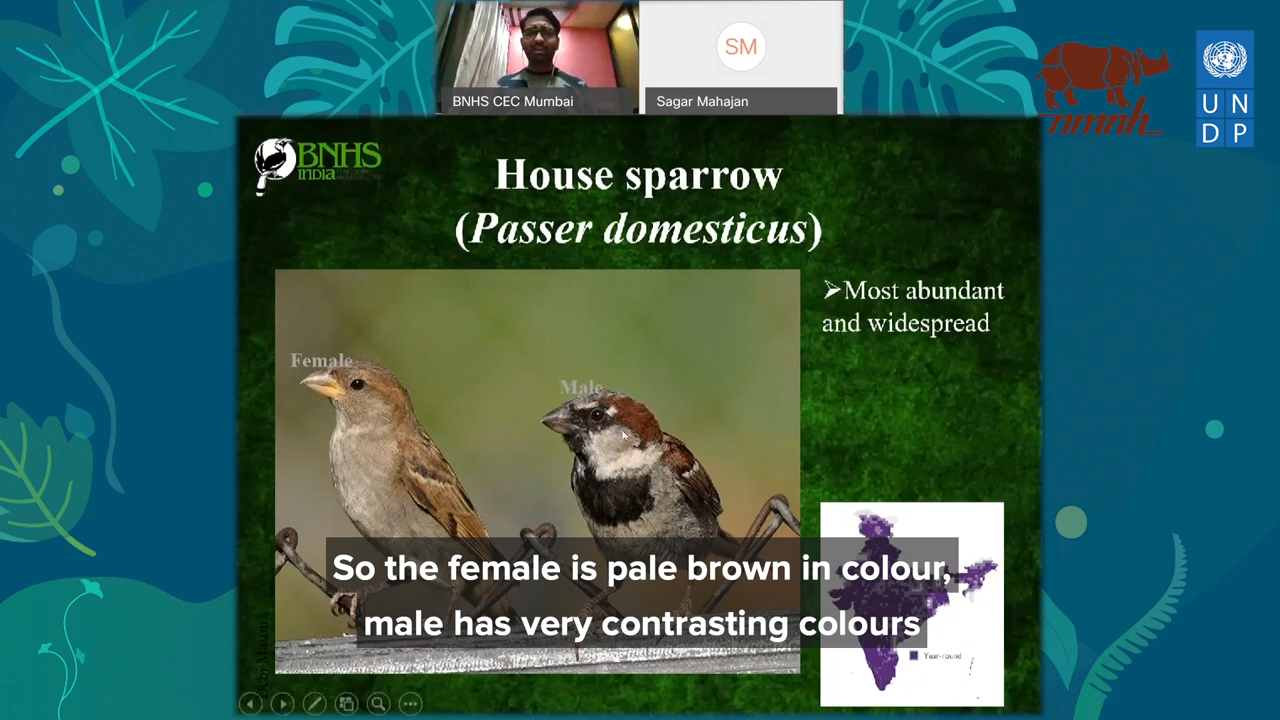 BNHS CEC Mumbai
SM
Sagar Mahajan
nmnh
U N
D P
BNHS
INDIA
House sparrow
(Passer domesticus)
➢Most abundant
and widespread
Female
Male
Year-round
So the female is pale brown in colour,
male has very contrasting colours